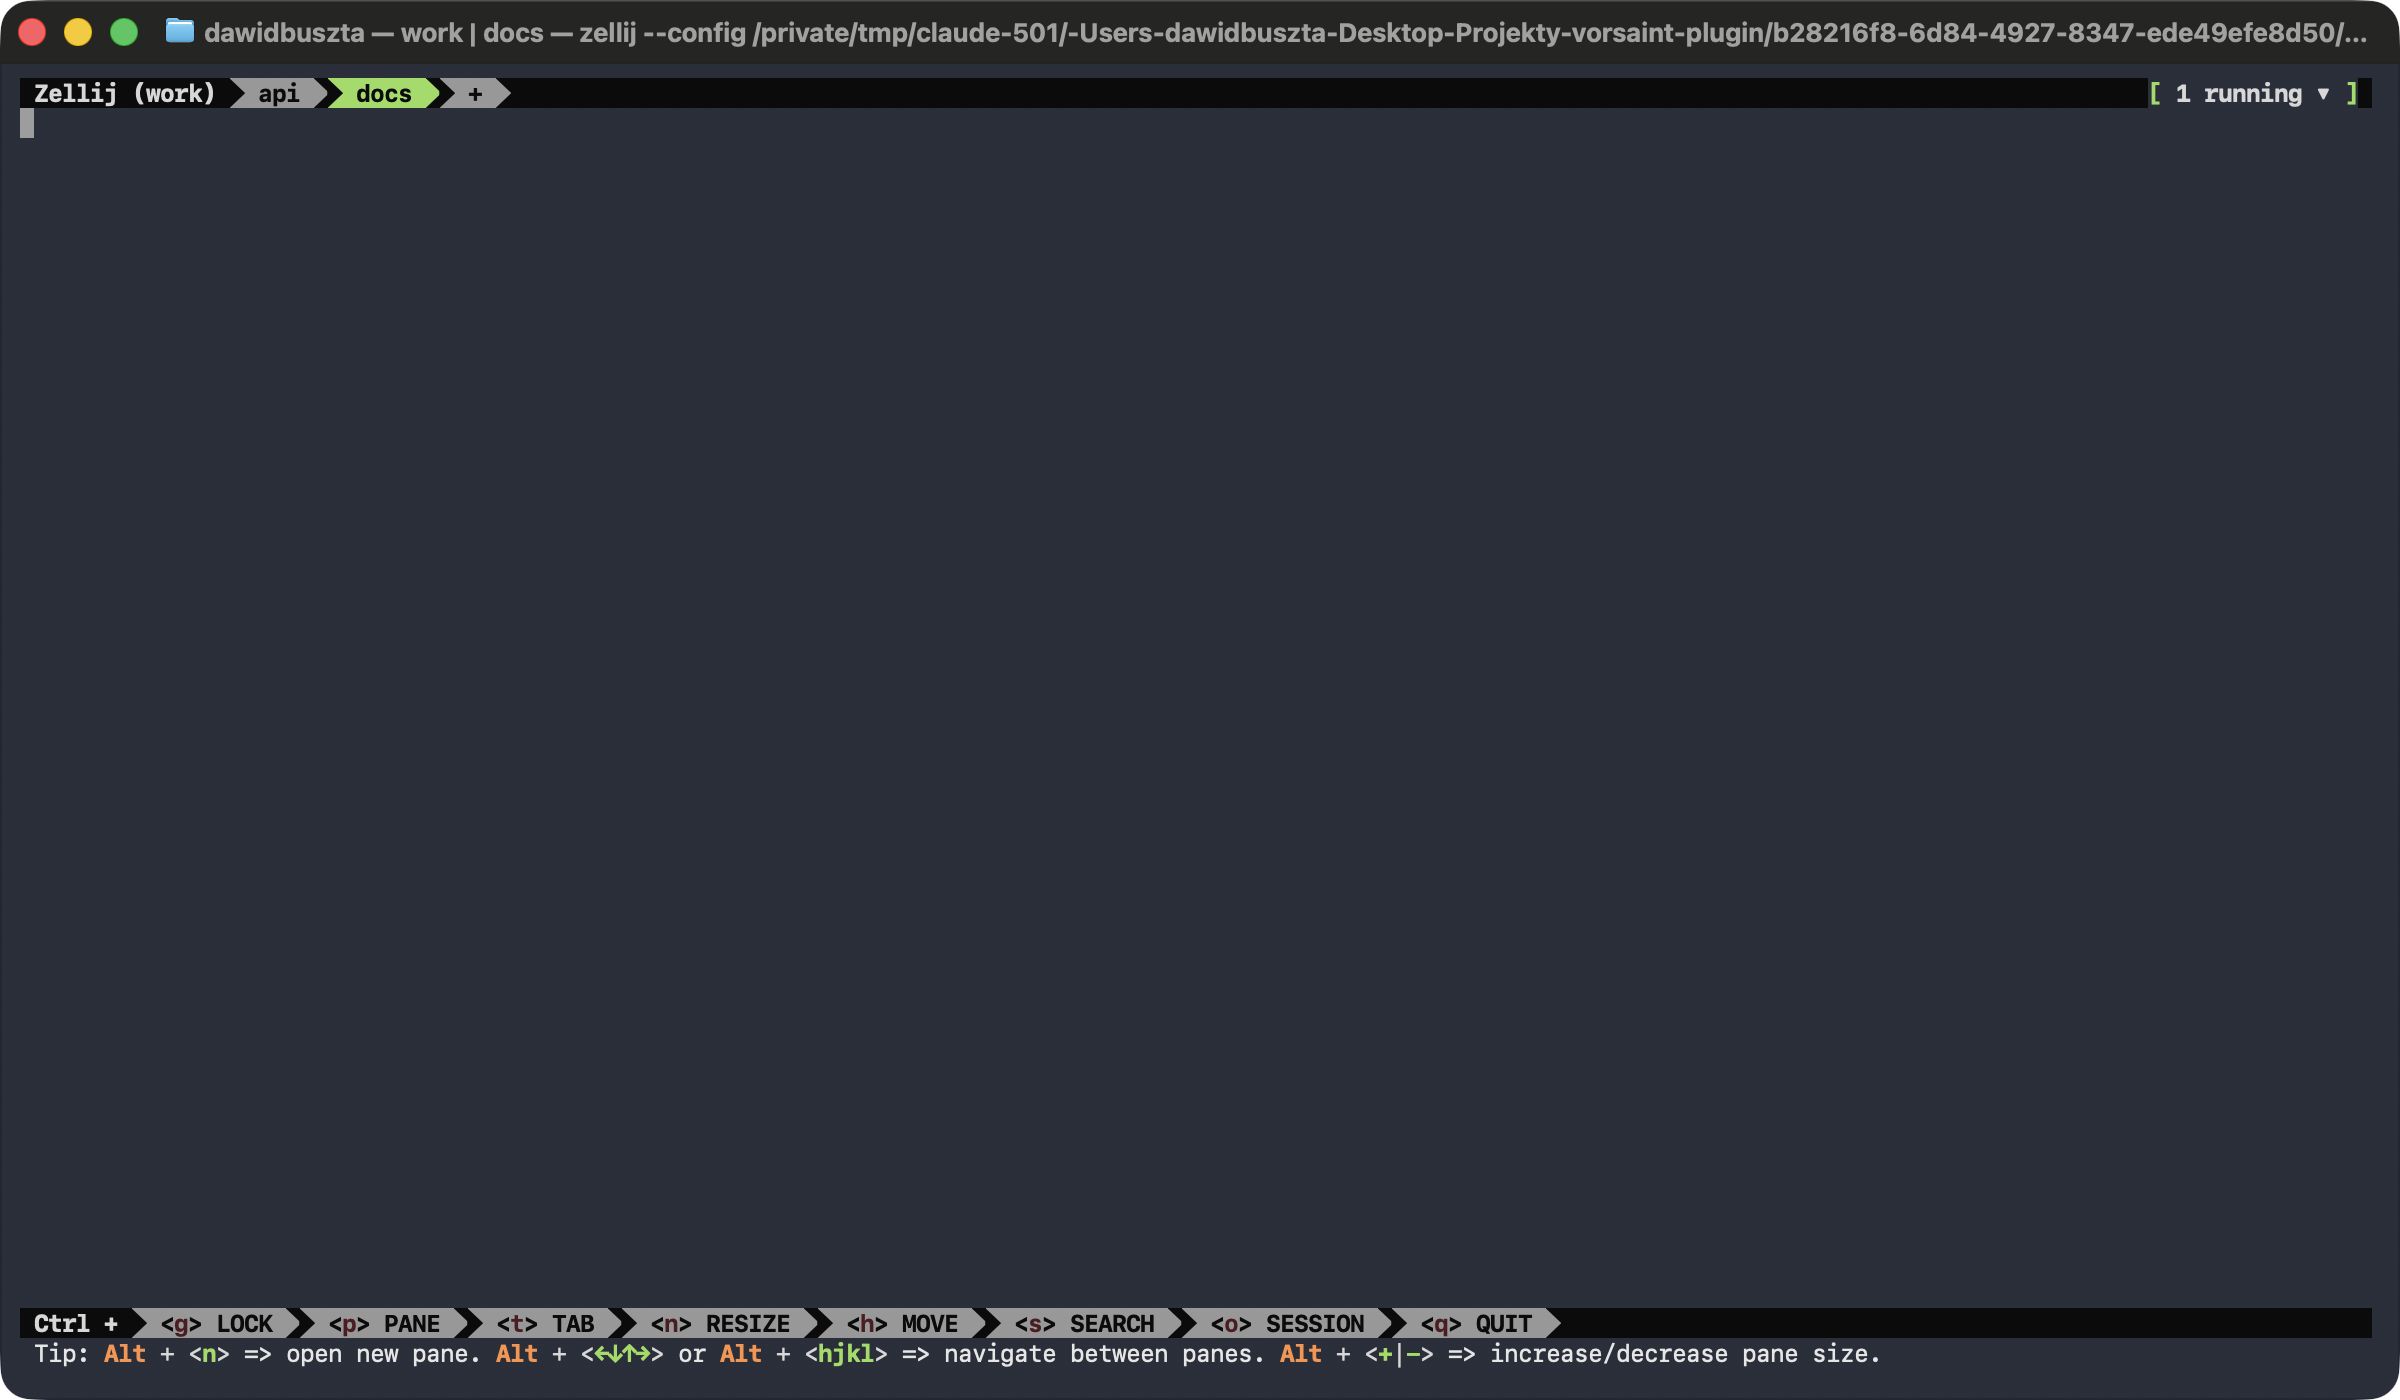 dawidbuszta — work | docs — zellij --config /private/tmp/claude-501/-Users-dawidbuszta-Desktop-Projekty-vorsaint-plugin/b28216f8-6d84-4927-8347-ede49efe8d50/...
Zellij (work) api docs + [ 1 running ▼ ]
Ctrl + <g> LOCK <p> PANE <t> TAB <n> RESIZE <h> MOVE <s> SEARCH <o> SESSION <q> QUIT
Tip: Alt + <n> => open new pane. Alt + <←↓↑→> or Alt + <hjkl> => navigate between panes. Alt + <+|-> => increase/decrease pane size.